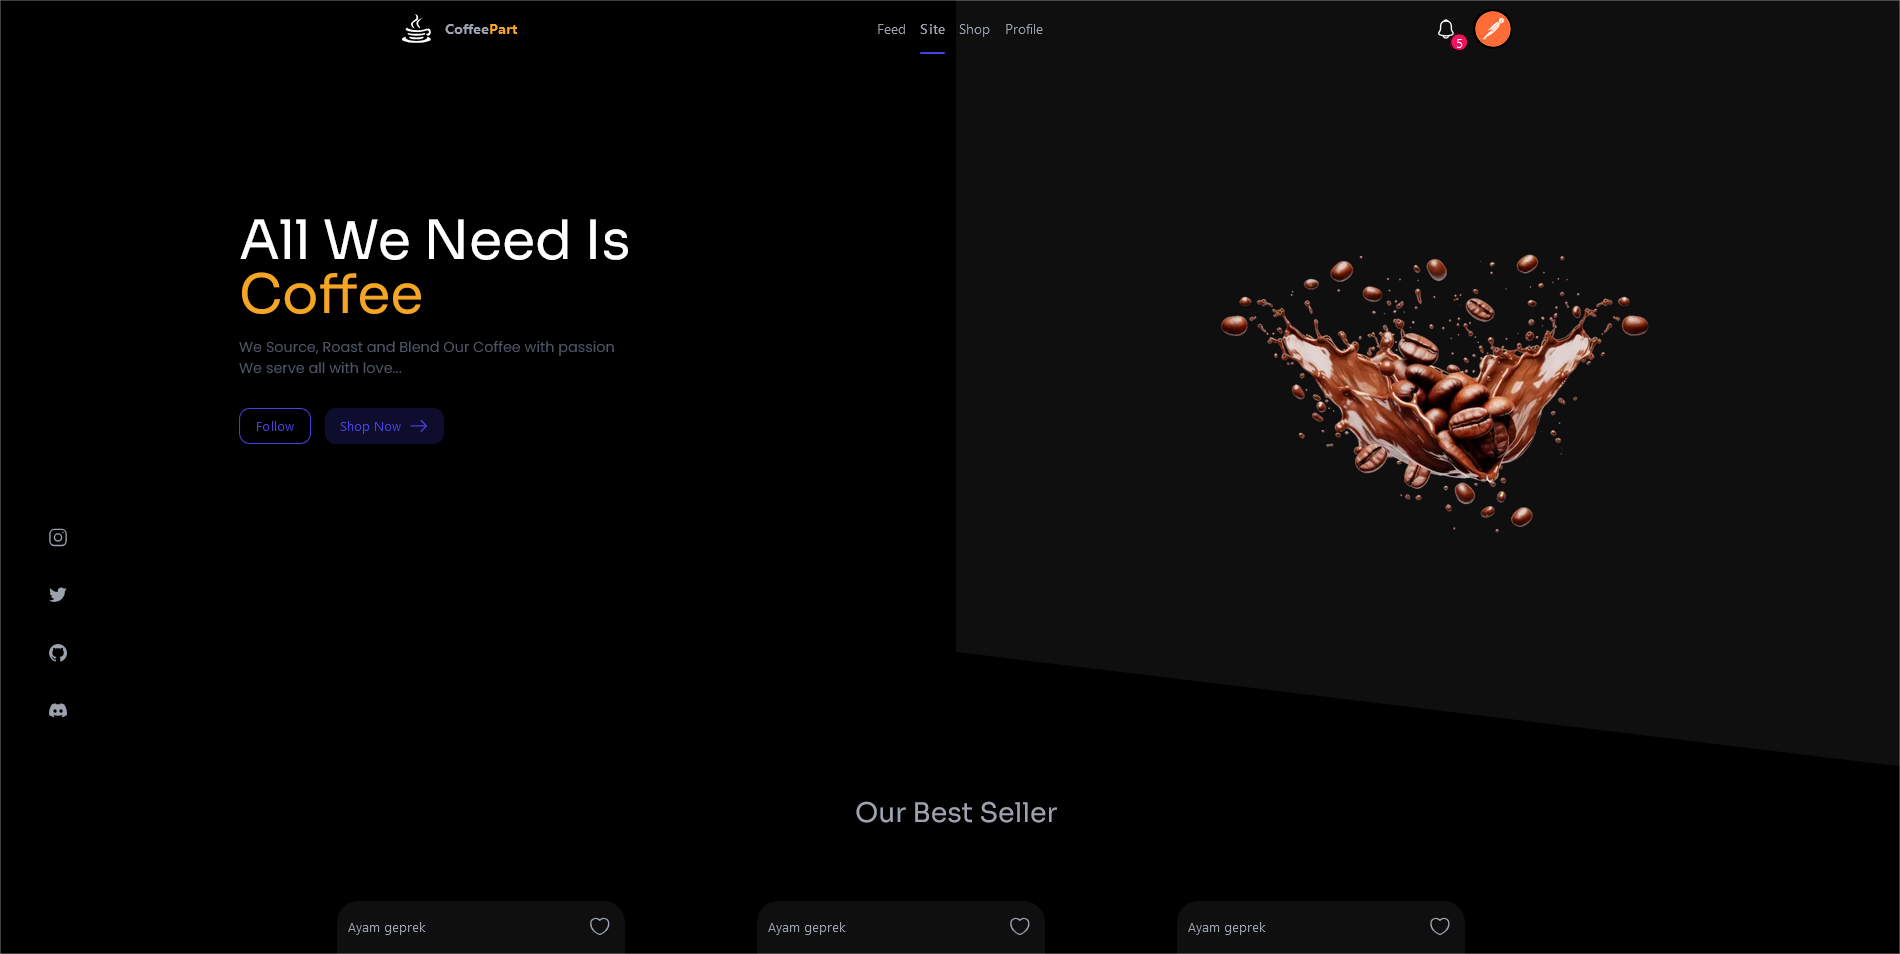 CoffeePart
Feed Site Shop Profile
5
All We Need Is
Coffee
We Source, Roast and Blend Our Coffee with passion
We serve all with love...
Follow
Shop Now
Our Best Seller
Ayam geprek
Ayam geprek
Ayam geprek